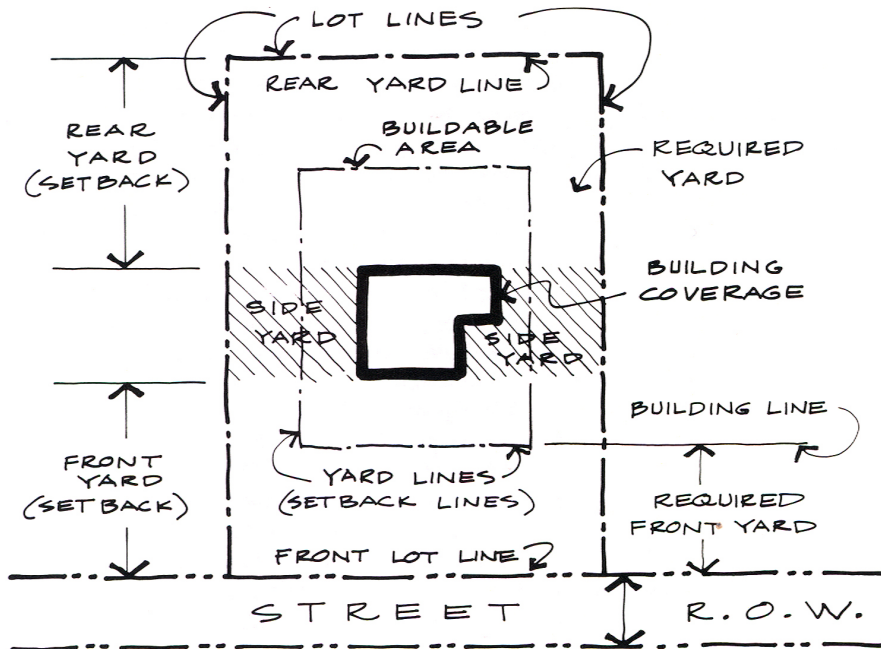 LOT LINES
REAR YARD LINE
REAR
YARD
(SETBACK)
BUILDABLE
AREA
REQUIRED
YARD
BUILDING
COVERAGE
SIDE
YARD
SIDE
YARD
BUILDING LINE
FRONT
YARD
(SETBACK)
YARD LINES
(SETBACK LINES)
REQUIRED
FRONT YARD
FRONT LOT LINE
STREET R.O.W.